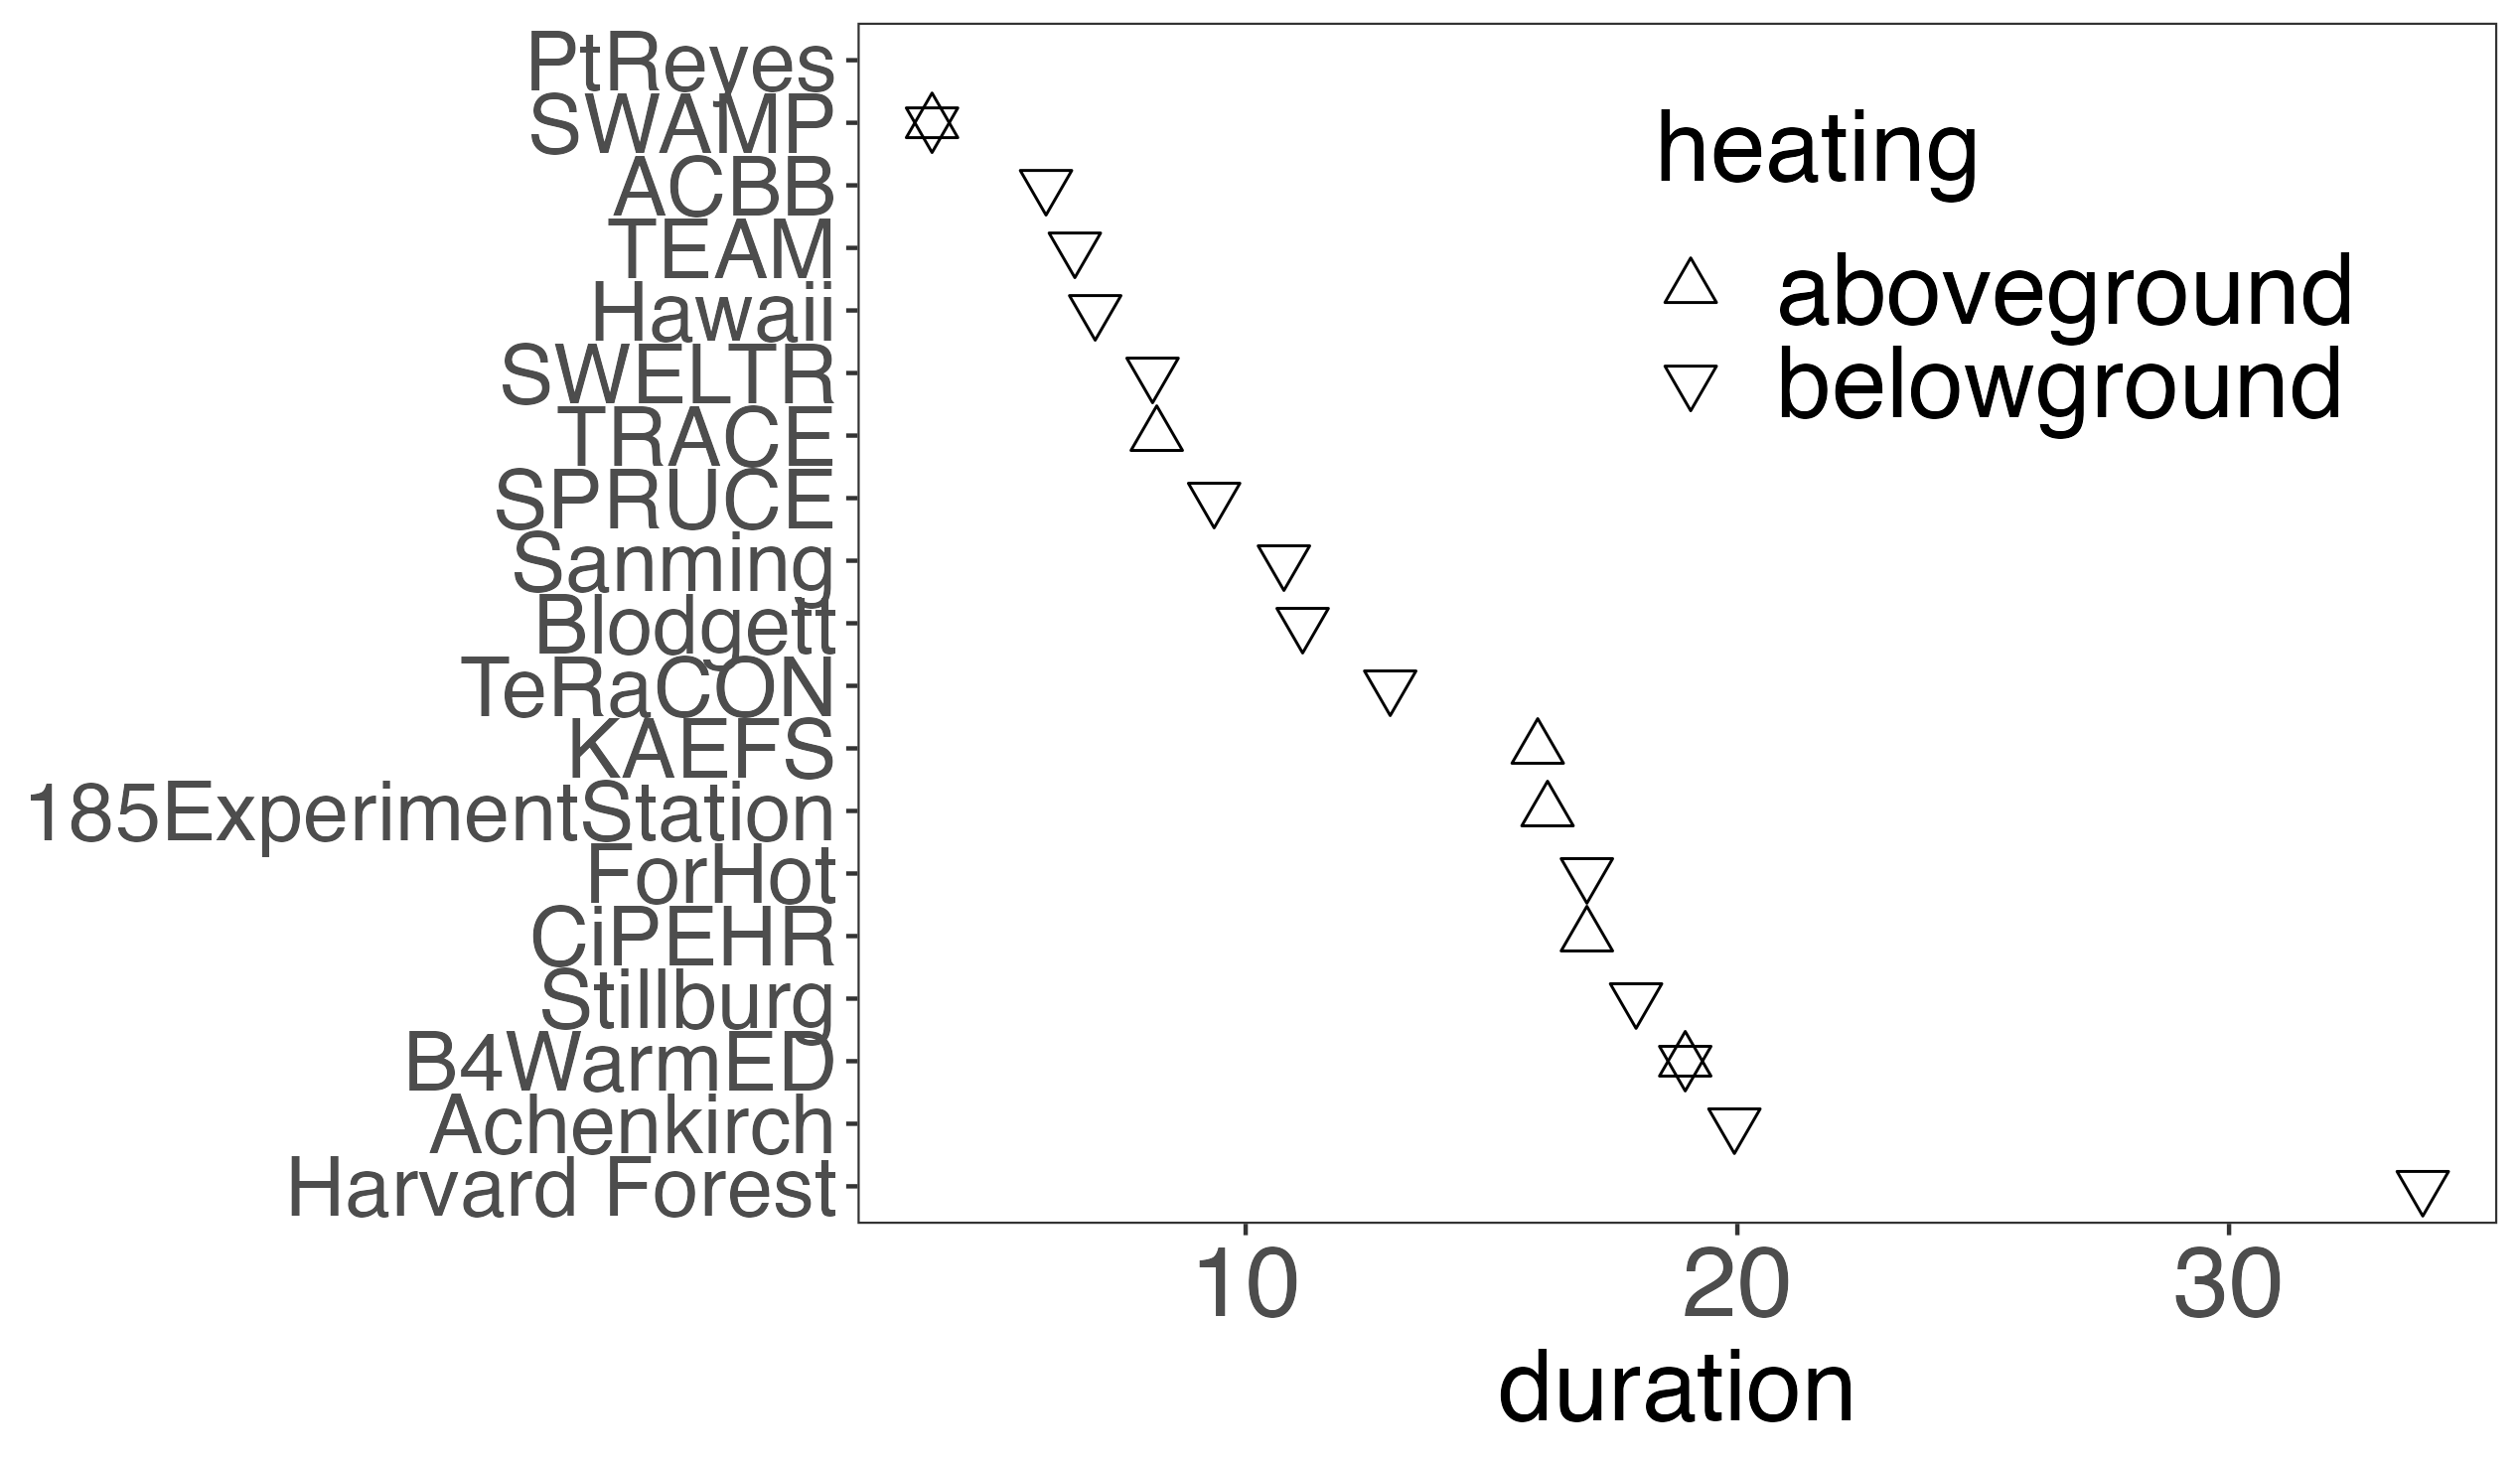 PtReyes
SWAMP
ACBB
TEAM
Hawaii
SWELTR
TRACE
SPRUCE
Sanming
Blodgett
TeRaCON
KAEFS
185ExperimentStation
ForHot
CiPEHR
Stillburg
B4WarmED
Achenkirch
Harvard Forest
heating
aboveground
belowground
10 20 30
duration